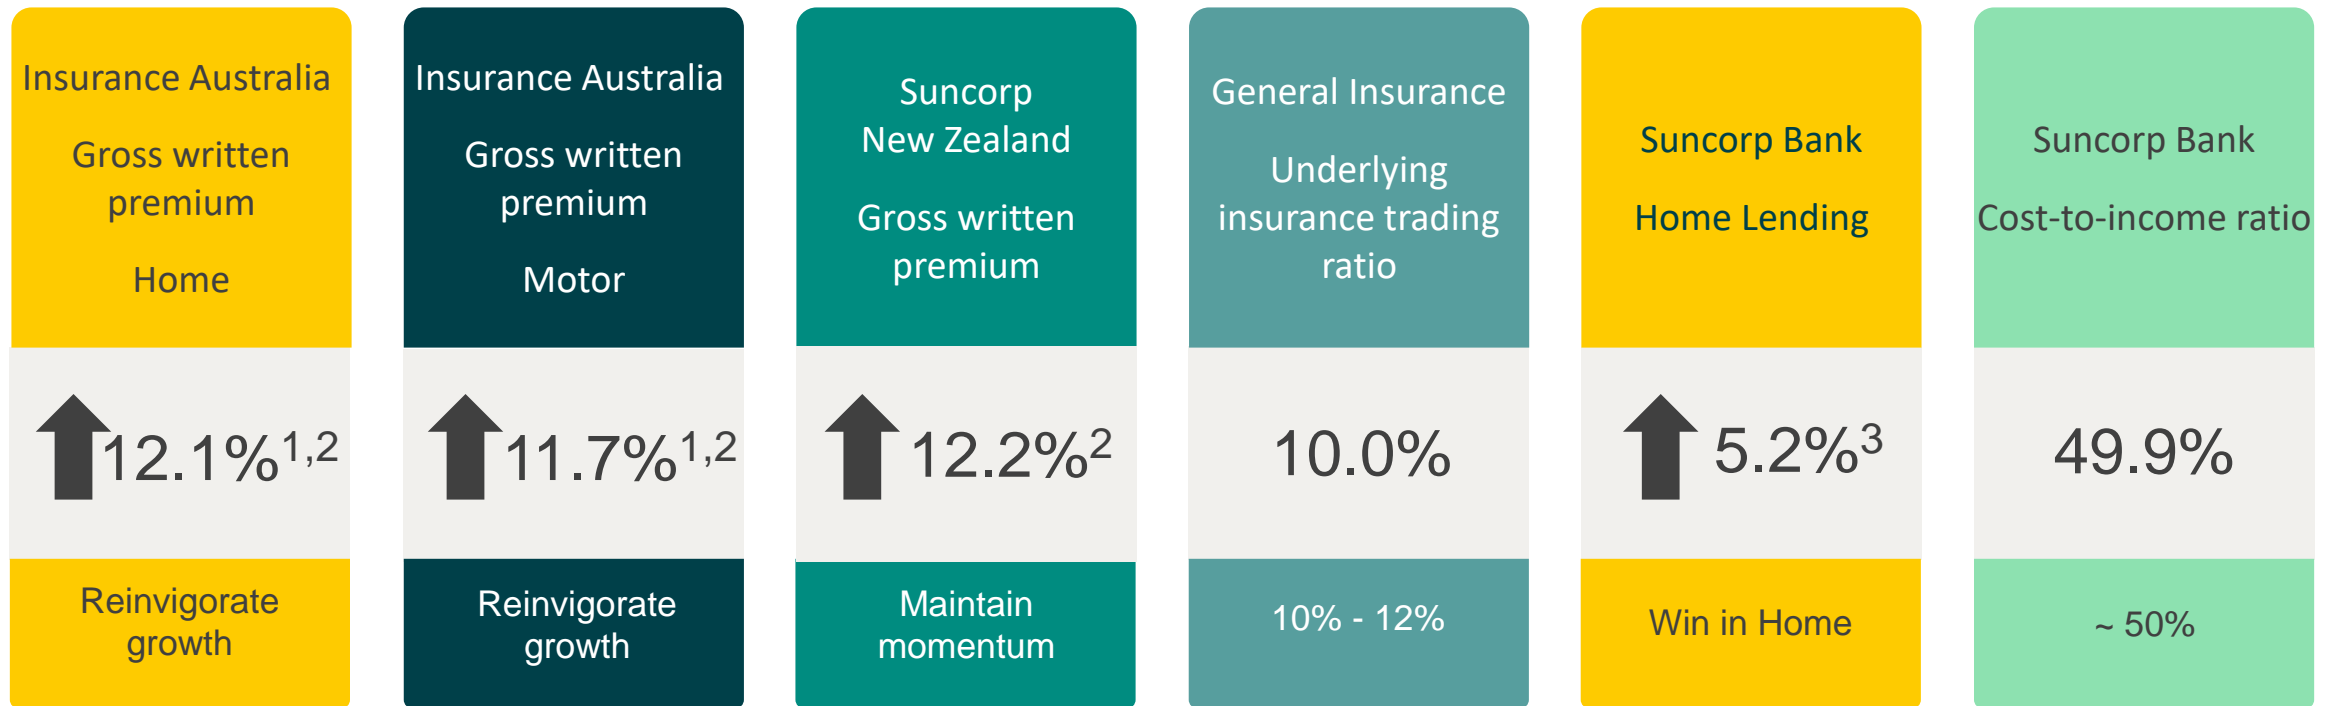 Insurance Australia
Gross written
premium
Home
12.1%1,2
Reinvigorate
growth
Insurance Australia
Gross written
premium
Motor
11.7%1,2
Reinvigorate
growth
Suncorp
New Zealand
Gross written
premium
12.2%2
Maintain
momentum
General Insurance
Underlying
insurance trading
ratio
10.0%
10% - 12%
Suncorp Bank
Home Lending
5.2%3
Win in Home
Suncorp Bank
Cost-to-income ratio
49.9%
~ 50%